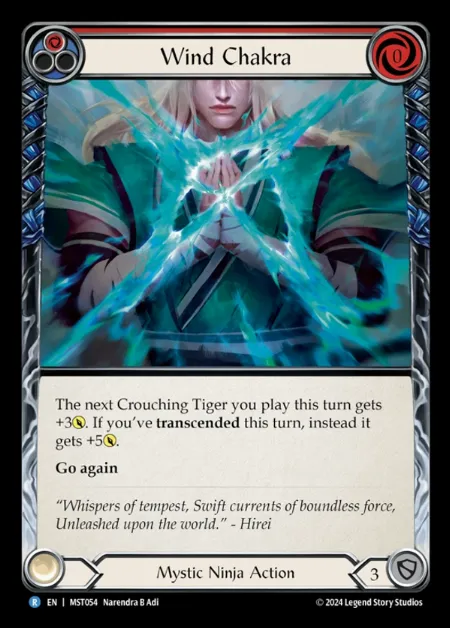 Wind Chakra
0
The next Crouching Tiger you play this turn gets
+3. If you've transcended this turn, instead it
gets +5.
Go again
"Whispers of tempest, Swift currents of boundless force,
Unleashed upon the world." - Hirei
Mystic Ninja Action
3
R EN | MST054 Narendra B Adi
© 2024 Legend Story Studios